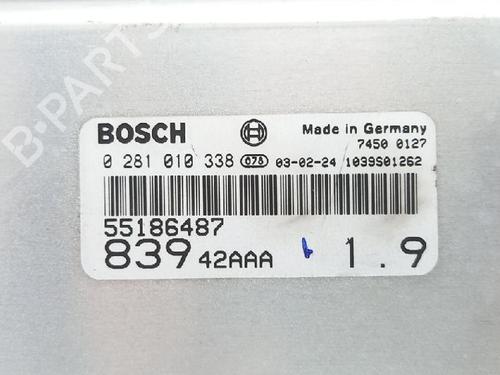 B-PARTS
BOSCH
Made in Germany
7450 0127
0 281 010 338 078 03-02-24 1039S01262
55186487
839 42AAA 1.9